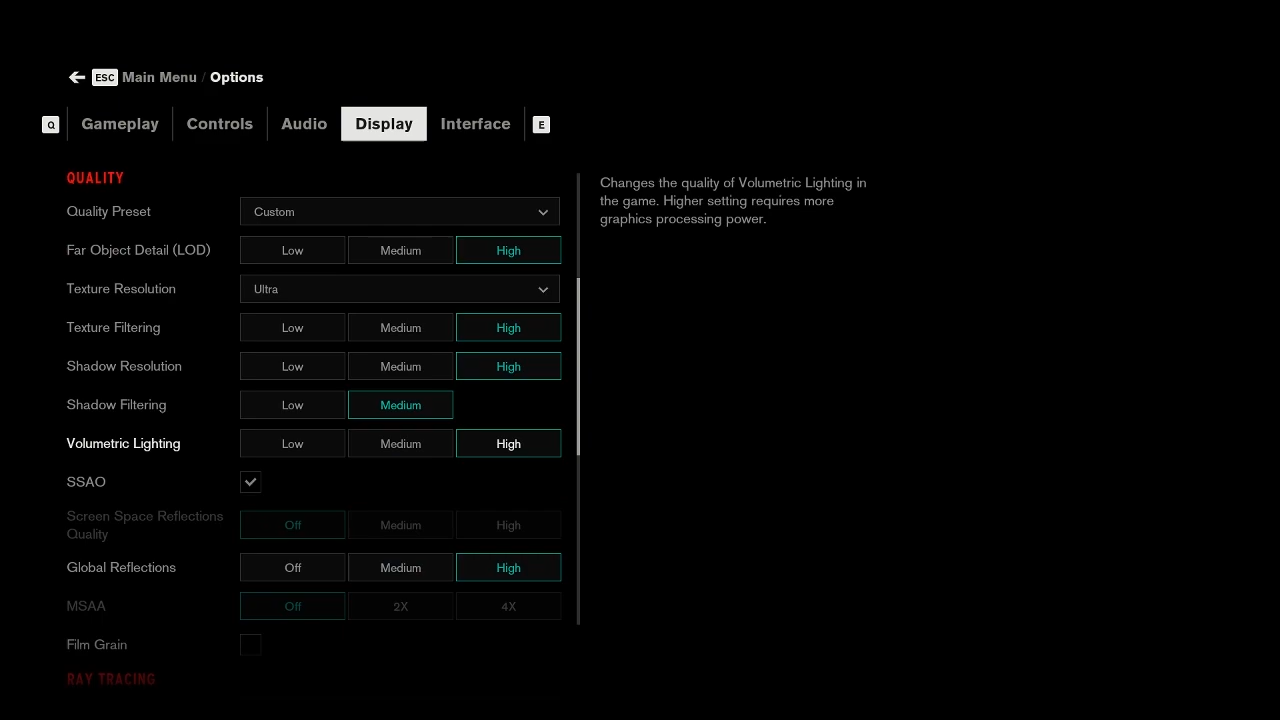 ESC Main Menu / Options
Q Gameplay Controls Audio Display Interface E
QUALITY
Quality Preset Custom
Far Object Detail (LOD) Low Medium High
Texture Resolution Ultra
Texture Filtering Low Medium High
Shadow Resolution Low Medium High
Shadow Filtering Low Medium
Volumetric Lighting Low Medium High
SSAO
Screen Space Reflections
Quality Off Medium High
Global Reflections Off Medium High
MSAA Off 2X 4X
Film Grain
RAY TRACING
Changes the quality of Volumetric Lighting in
the game. Higher setting requires more
graphics processing power.